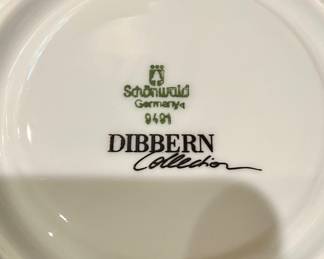 Schönwald
Germany
9491
DIBBERN
Collection